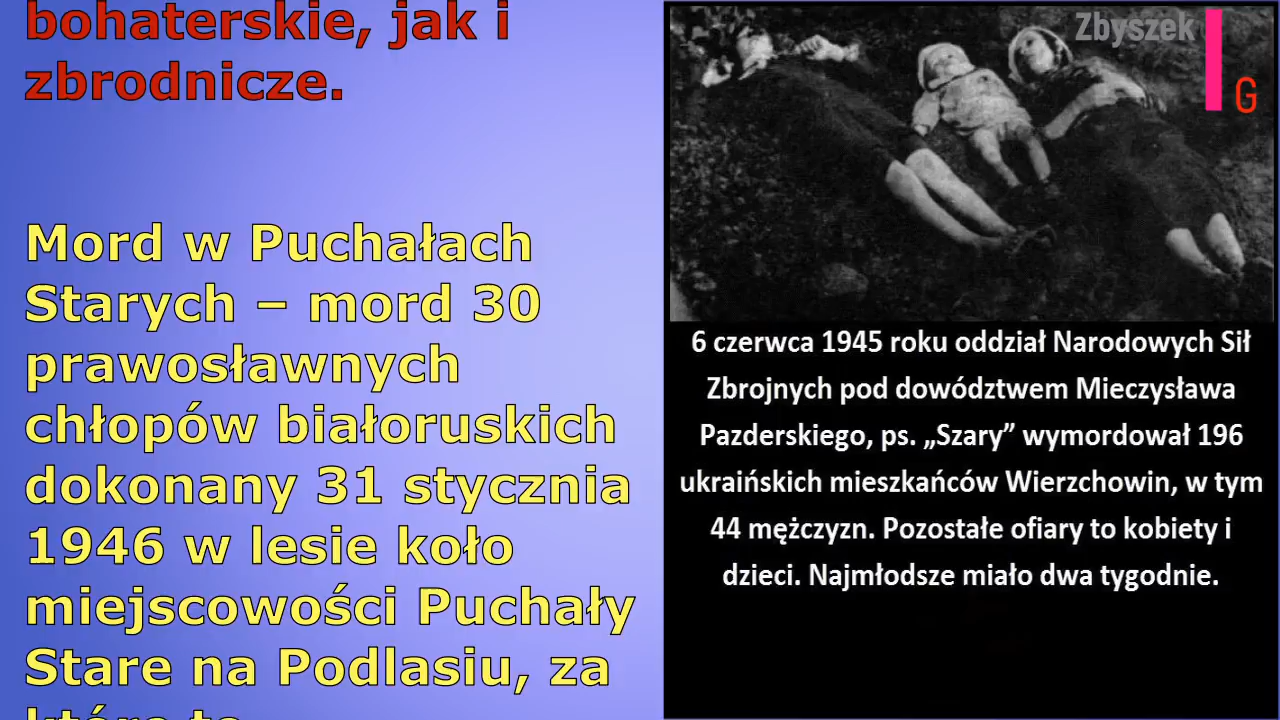 bohaterskie, jak i
zbrodnicze.
Mord w Puchałach
Starych – mord 30
prawosławnych
chłopów białoruskich
dokonany 31 stycznia
1946 w lesie koło
miejscowości Puchały
Stare na Podlasiu, za
które to
Zbyszek
I
G
6 czerwca 1945 roku oddział Narodowych Sił
Zbrojnych pod dowództwem Mieczysława
Pazderskiego, ps. „Szary” wymordował 196
ukraińskich mieszkańców Wierzchowin, w tym
44 mężczyzn. Pozostałe ofiary to kobiety i
dzieci. Najmłodsze miało dwa tygodnie.